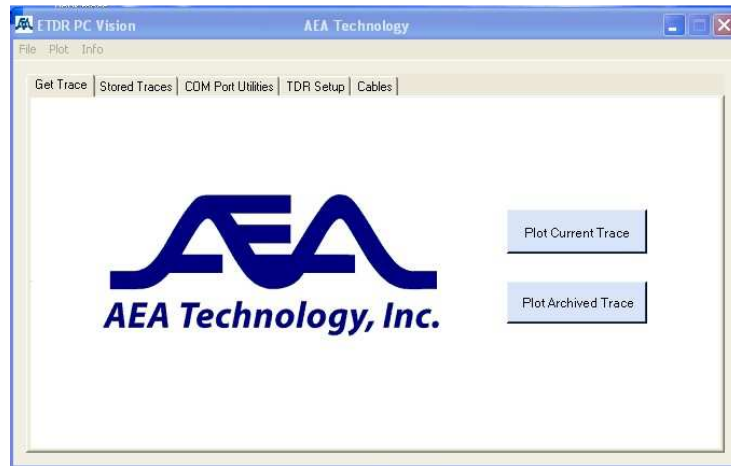 ETDR PC Vision AEA Technology
File Plot Info
Get Trace Stored Traces COM Port Utilities TDR Setup Cables
AEA
Plot Current Trace
Plot Archived Trace
AEA Technology, Inc.